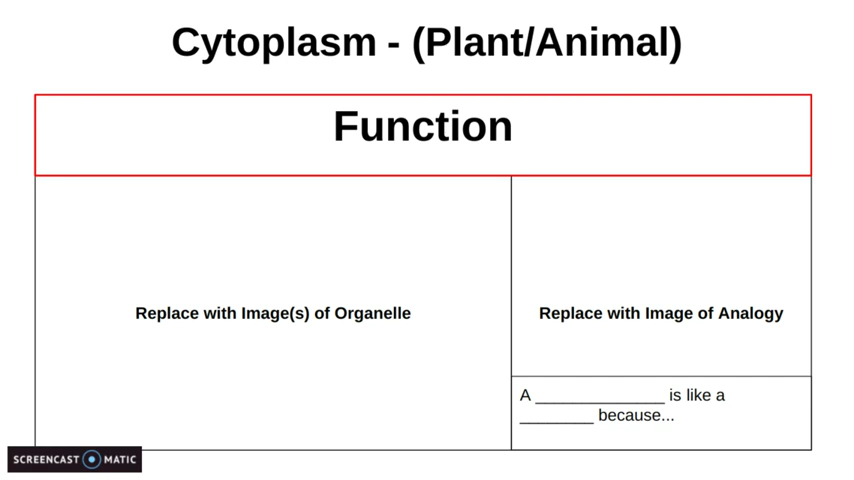 Cytoplasm - (Plant/Animal)
Function
Replace with Image(s) of Organelle
Replace with Image of Analogy
A ______________ is like a
________ because...
SCREENCAST MATIC